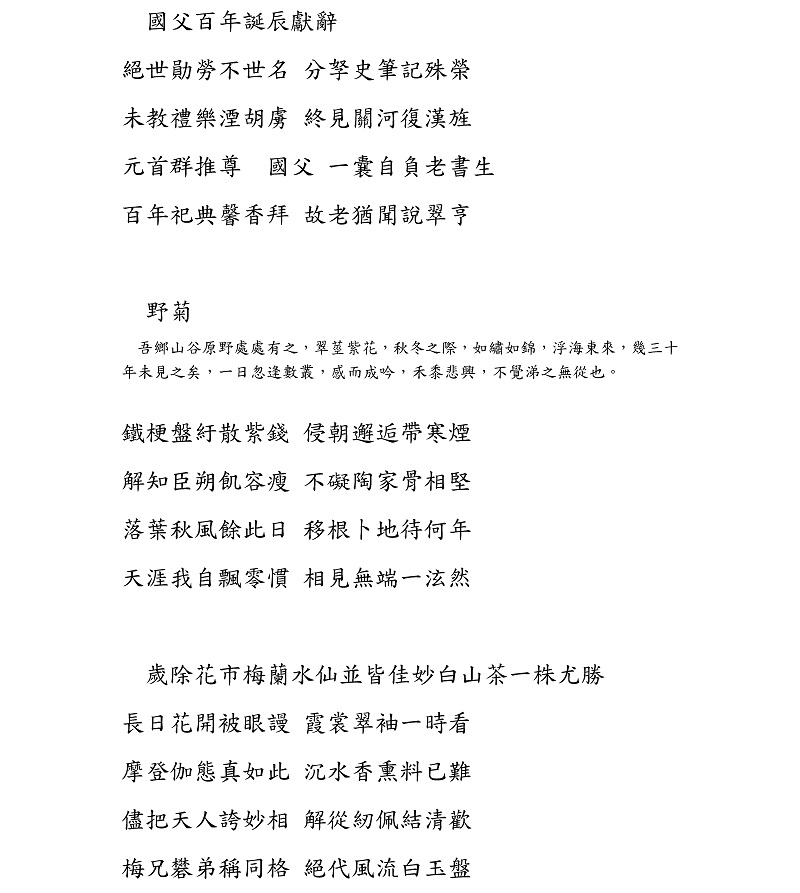 國父百年誕辰獻辭
絕世勛勞不世名 分拏史筆記殊榮
未教禮樂湮胡虜 終見關河復漢旌
元首群推尊 國父 一囊自負老書生
百年祀典馨香拜 故老猶聞說翠亨
野菊
吾鄉山谷原野處處有之，翠莖紫花，秋冬之際，如繡如錦，浮海東來，幾三十
年未見之矣，一日忽逢數叢，感而成吟，禾黍悲興，不覺涕之無從也。
鐵梗盤紆散紫錢 侵朝邂逅帶寒煙
解知臣朔飢容瘦 不礙陶家骨相堅
落葉秋風餘此日 移根卜地待何年
天涯我自飄零慣 相見無端一泫然
歲除花市梅蘭水仙並皆佳妙白山茶一株尤勝
長日花開被眼謾 霞裳翠袖一時看
摩登伽態真如此 沉水香熏料已難
儘把天人誇妙相 解從紉佩結清歡
梅兄礬弟稱同格 絕代風流白玉盤